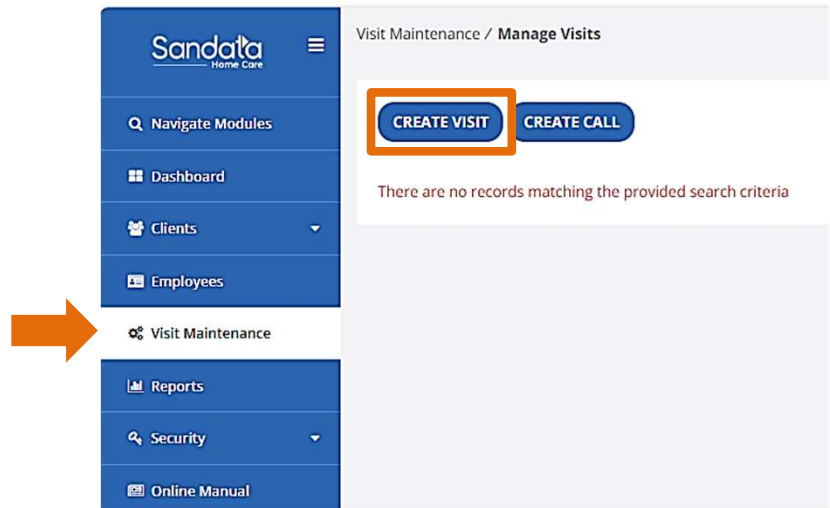 Sandata
Home Care
Navigate Modules
Dashboard
Clients
Employees
Visit Maintenance
Reports
Security
Online Manual
Visit Maintenance / Manage Visits
CREATE VISIT CREATE CALL
There are no records matching the provided search criteria